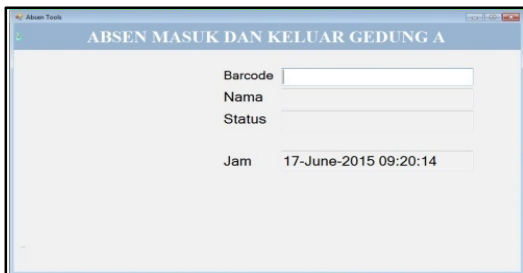 Absen Tools
ABSEN MASUK DAN KELUAR GEDUNG A
Barcode
Nama
Status
Jam 17-June-2015 09:20:14